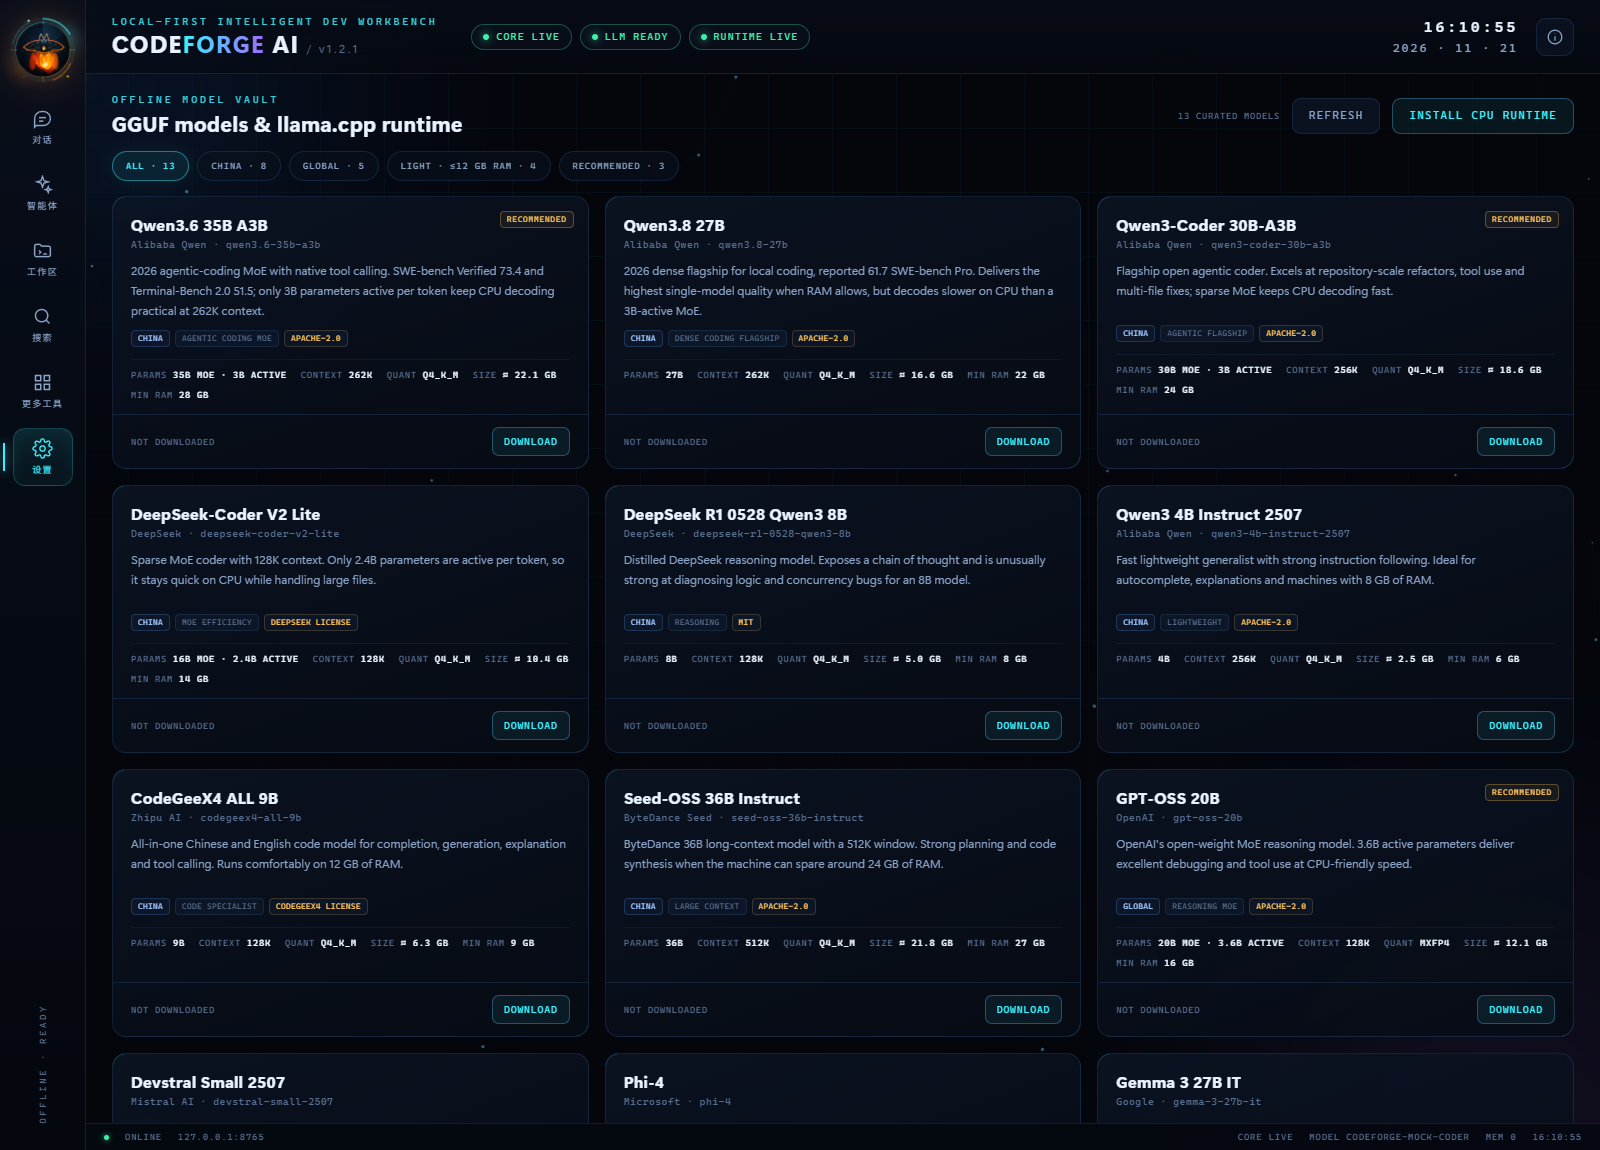 LOCAL-FIRST INTELLIGENT DEV WORKBENCH
CODEFORGE AI / v1.2.1
CORE LIVE
LLM READY
RUNTIME LIVE
16:10:55
2026 · 11 · 21
对话
智能体
工作区
搜索
更多工具
设置
OFFLINE · READY
OFFLINE MODEL VAULT
GGUF models & llama.cpp runtime
13 CURATED MODELS
REFRESH
INSTALL CPU RUNTIME
ALL · 13
CHINA · 8
GLOBAL · 5
LIGHT · ≤12 GB RAM · 4
RECOMMENDED · 3
Qwen3.6 35B A3B
RECOMMENDED
Alibaba Qwen · qwen3.6-35b-a3b
2026 agentic-coding MoE with native tool calling. SWE-bench Verified 73.4 and
Terminal-Bench 2.0 51.5; only 3B parameters active per token keep CPU decoding
practical at 262K context.
CHINA
AGENTIC CODING MOE
APACHE-2.0
PARAMS 35B MOE · 3B ACTIVE CONTEXT 262K QUANT Q4_K_M SIZE ≈ 22.1 GB
MIN RAM 28 GB
NOT DOWNLOADED
DOWNLOAD
Qwen3.8 27B
Alibaba Qwen · qwen3.8-27b
2026 dense flagship for local coding, reported 61.7 SWE-bench Pro. Delivers the
highest single-model quality when RAM allows, but decodes slower on CPU than a
3B-active MoE.
CHINA
DENSE CODING FLAGSHIP
APACHE-2.0
PARAMS 27B CONTEXT 262K QUANT Q4_K_M SIZE ≈ 16.6 GB MIN RAM 22 GB
NOT DOWNLOADED
DOWNLOAD
Qwen3-Coder 30B-A3B
RECOMMENDED
Alibaba Qwen · qwen3-coder-30b-a3b
Flagship open agentic coder. Excels at repository-scale refactors, tool use and
multi-file fixes; sparse MoE keeps CPU decoding fast.
CHINA
AGENTIC FLAGSHIP
APACHE-2.0
PARAMS 30B MOE · 3B ACTIVE CONTEXT 256K QUANT Q4_K_M SIZE ≈ 18.6 GB
MIN RAM 24 GB
NOT DOWNLOADED
DOWNLOAD
DeepSeek-Coder V2 Lite
DeepSeek · deepseek-coder-v2-lite
Sparse MoE coder with 128K context. Only 2.4B parameters are active per token, so
it stays quick on CPU while handling large files.
CHINA
MOE EFFICIENCY
DEEPSEEK LICENSE
PARAMS 16B MOE · 2.4B ACTIVE CONTEXT 128K QUANT Q4_K_M SIZE ≈ 10.4 GB
MIN RAM 14 GB
NOT DOWNLOADED
DOWNLOAD
DeepSeek R1 0528 Qwen3 8B
DeepSeek · deepseek-r1-0528-qwen3-8b
Distilled DeepSeek reasoning model. Exposes a chain of thought and is unusually
strong at diagnosing logic and concurrency bugs for an 8B model.
CHINA
REASONING
MIT
PARAMS 8B CONTEXT 128K QUANT Q4_K_M SIZE ≈ 5.0 GB MIN RAM 8 GB
NOT DOWNLOADED
DOWNLOAD
Qwen3 4B Instruct 2507
Alibaba Qwen · qwen3-4b-instruct-2507
Fast lightweight generalist with strong instruction following. Ideal for
autocomplete, explanations and machines with 8 GB of RAM.
CHINA
LIGHTWEIGHT
APACHE-2.0
PARAMS 4B CONTEXT 256K QUANT Q4_K_M SIZE ≈ 2.5 GB MIN RAM 6 GB
NOT DOWNLOADED
DOWNLOAD
CodeGeeX4 ALL 9B
Zhipu AI · codegeex4-all-9b
All-in-one Chinese and English code model for completion, generation, explanation
and tool calling. Runs comfortably on 12 GB of RAM.
CHINA
CODE SPECIALIST
CODEGEEX4 LICENSE
PARAMS 9B CONTEXT 128K QUANT Q4_K_M SIZE ≈ 6.3 GB MIN RAM 9 GB
NOT DOWNLOADED
DOWNLOAD
Seed-OSS 36B Instruct
ByteDance Seed · seed-oss-36b-instruct
ByteDance 36B long-context model with a 512K window. Strong planning and code
synthesis when the machine can spare around 24 GB of RAM.
CHINA
LARGE CONTEXT
APACHE-2.0
PARAMS 36B CONTEXT 512K QUANT Q4_K_M SIZE ≈ 21.8 GB MIN RAM 27 GB
NOT DOWNLOADED
DOWNLOAD
GPT-OSS 20B
RECOMMENDED
OpenAI · gpt-oss-20b
OpenAI's open-weight MoE reasoning model. 3.6B active parameters deliver
excellent debugging and tool use at CPU-friendly speed.
GLOBAL
REASONING MOE
APACHE-2.0
PARAMS 20B MOE · 3.6B ACTIVE CONTEXT 128K QUANT MXFP4 SIZE ≈ 12.1 GB
MIN RAM 16 GB
NOT DOWNLOADED
DOWNLOAD
Devstral Small 2507
Mistral AI · devstral-small-2507
Phi-4
Microsoft · phi-4
Gemma 3 27B IT
Google · gemma-3-27b-it
ONLINE 127.0.0.1:8765
CORE LIVE MODEL CODEFORGE-MOCK-CODER MEM 0 16:10:55